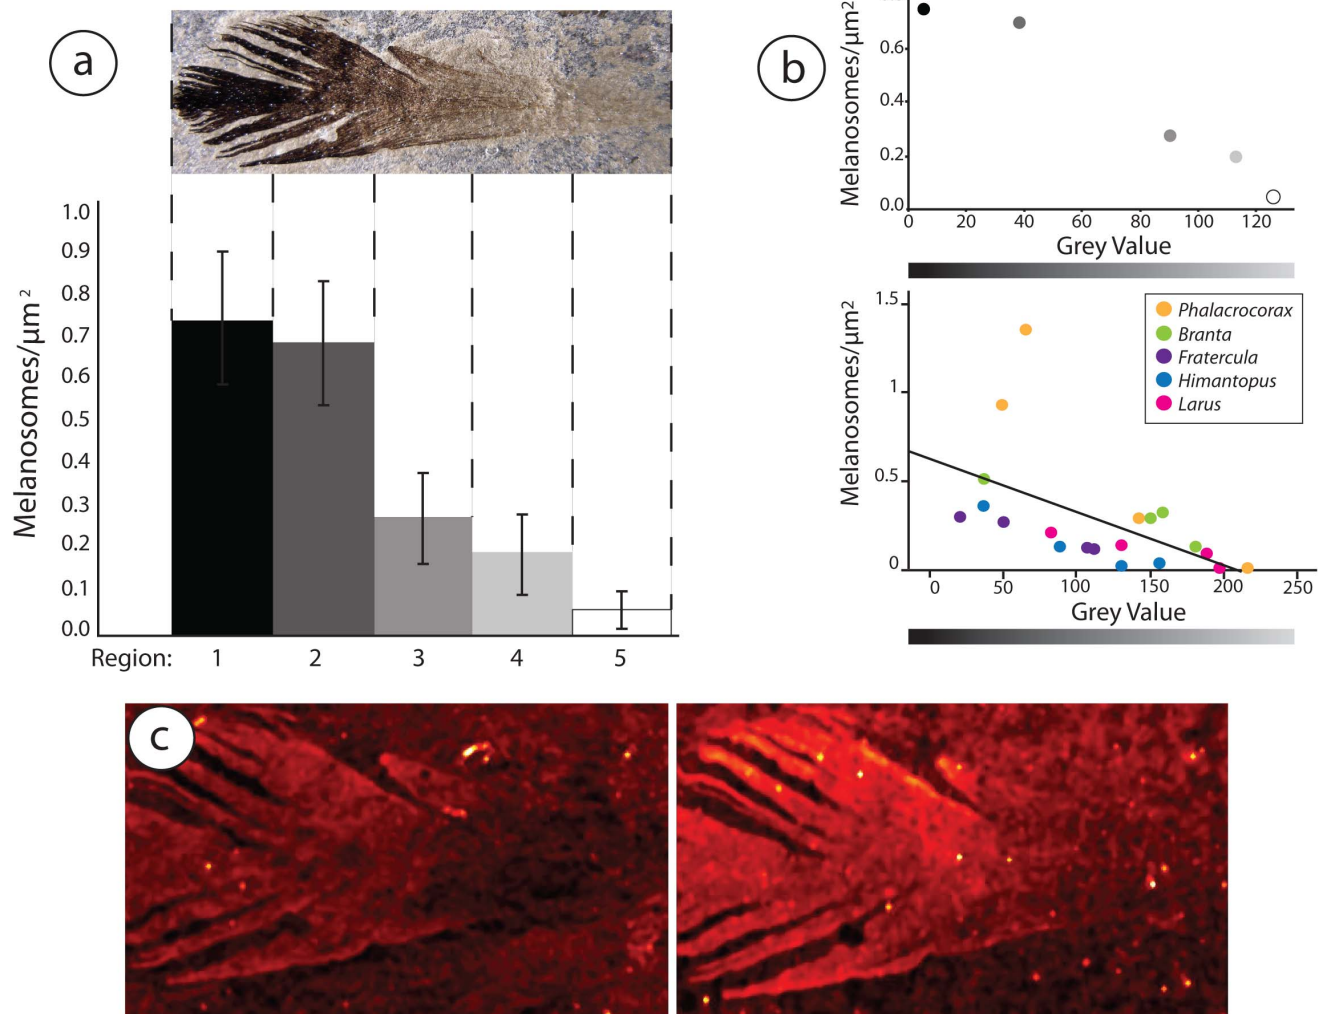 a
Melanosomes/μm²
1.0
0.9
0.8
0.7
0.6
0.5
0.4
0.3
0.2
0.1
0.0
Region: 1 2 3 4 5
b
Melanosomes/μm²
0.6
0.4
0.2
0.0
0 20 40 60 80 100 120
Grey Value
Melanosomes/μm²
1.5
1
0.5
0
Phalacrocorax
Branta
Fratercula
Himantopus
Larus
0 50 100 150 200 250
Grey Value
c